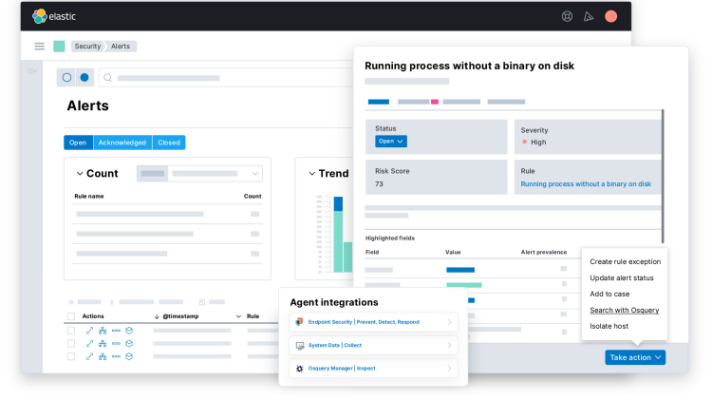 elastic
Security
Alerts
Alerts
Open
Acknowledged
Closed
Count
Rule name
Count
Trend
Actions
@timestamp
Rule
Running process without a binary on disk
Status
Open
Severity
High
Risk Score
73
Rule
Running process without a binary on disk
Highlighted fields
Field
Value
Alert prevalence
Create rule exception
Update alert status
Add to case
Search with Osquery
Isolate host
Take action
Agent integrations
Endpoint Security | Prevent, Detect, Respond
System Data | Collect
Osquery Manager | Inspect